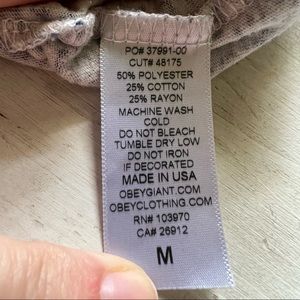 PO# 37991-00
CUT# 48175
50% POLYESTER
25% COTTON
25% RAYON
MACHINE WASH
COLD
DO NOT BLEACH
TUMBLE DRY LOW
DO NOT IRON
IF DECORATED
MADE IN USA
OBEYGIANT.COM
OBEYCLOTHING.COM
RN# 103970
CA# 26912
M